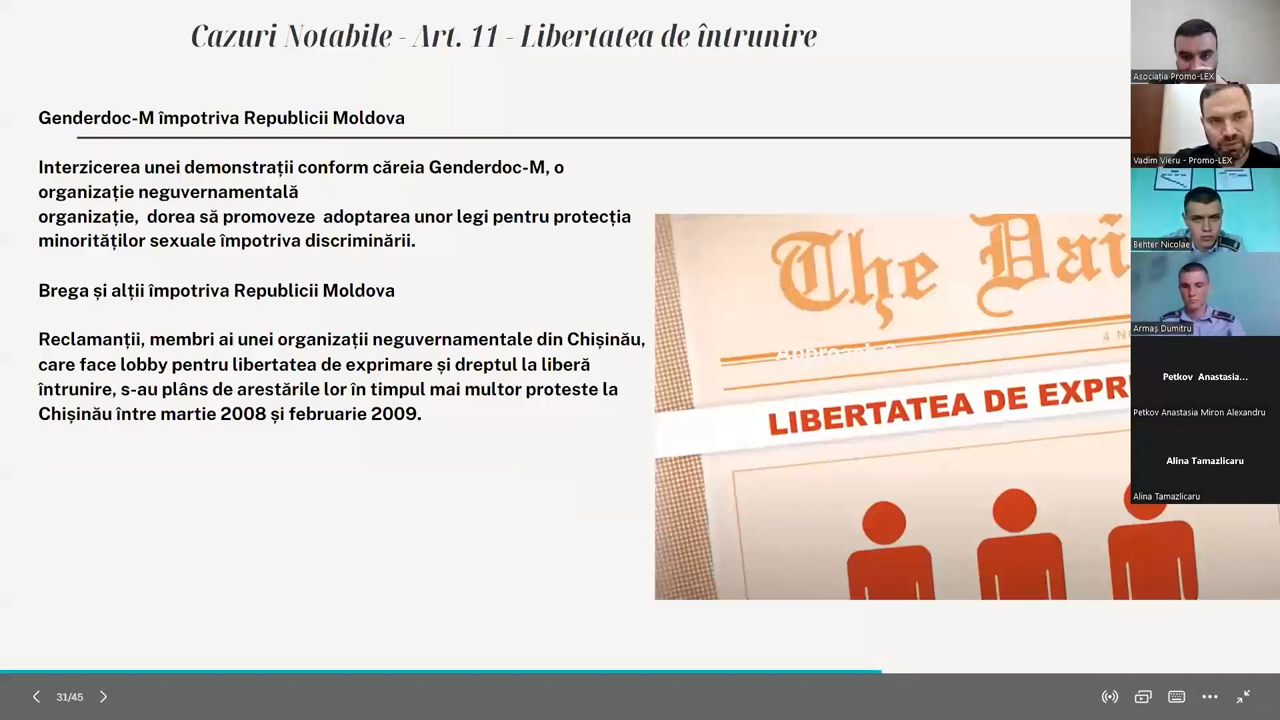 Cazuri Notabile - Art. 11 - Libertatea de întrunire
Genderdoc-M împotriva Republicii Moldova
Interzicerea unei demonstrații conform căreia Genderdoc-M, o
organizație neguvernamentală
organizație, dorea să promoveze adoptarea unor legi pentru protecția
minorităților sexuale împotriva discriminării.
Brega și alții împotriva Republicii Moldova
Reclamanții, membri ai unei organizații neguvernamentale din Chișinău,
care face lobby pentru libertatea de exprimare și dreptul la liberă
întrunire, s-au plâns de arestările lor în timpul mai multor proteste la
Chișinău între martie 2008 și februarie 2009.
The Dai
AN
LIBERTATEA DE EXPR
Asociația Promo-LEX
Vadim Vieru - Promo-LEX
Behter Nicolae
Armaș Dumitru
Petkov Anastasia...
Petkov Anastasia Miron Alexandru
Alina Tamazlicaru
Alina Tamazlicaru
31/45